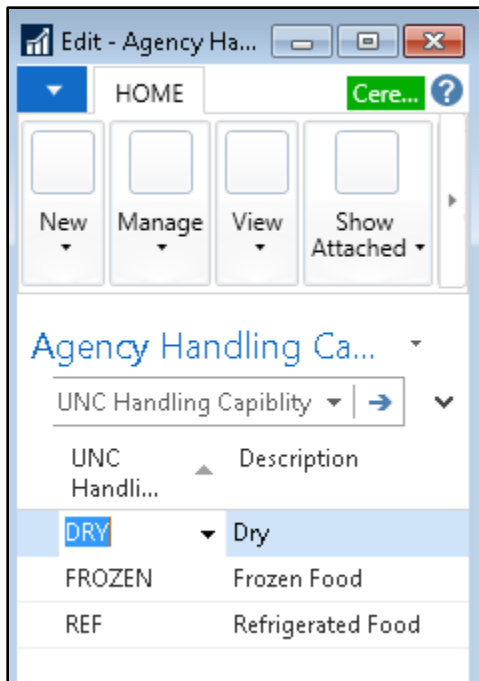 Edit - Agency Ha...
HOME
Cere...
?
New Manage View Show Attached
Agency Handling Ca...
UNC Handling Capiblity
UNC Handli... Description
DRY Dry
FROZEN Frozen Food
REF Refrigerated Food